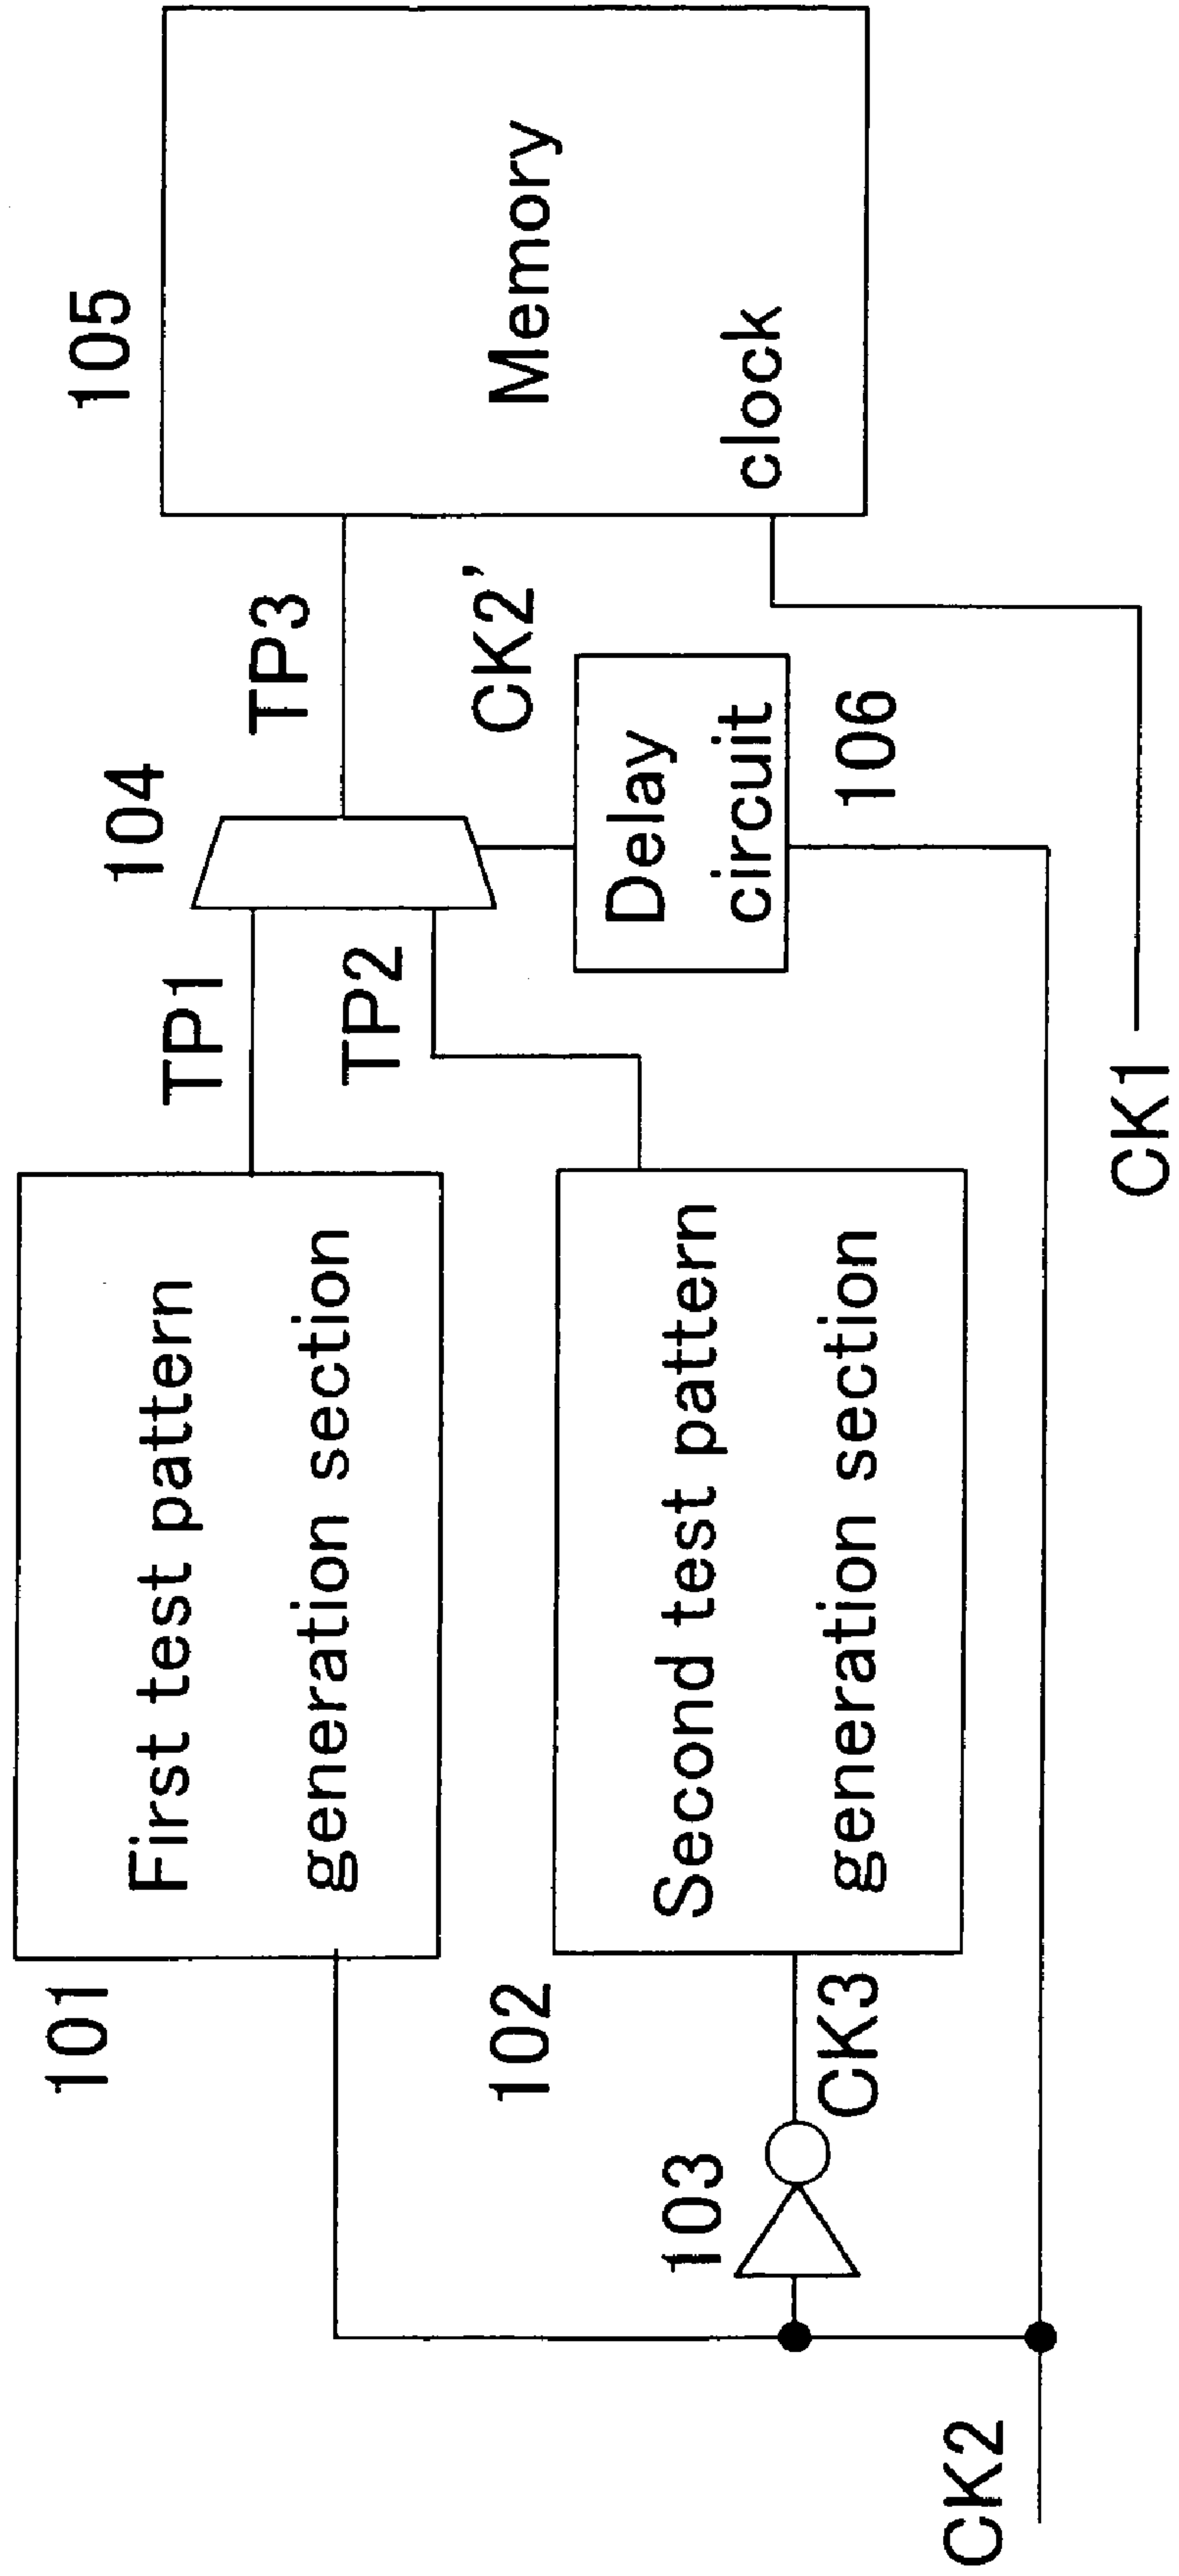 101
First test pattern
generation section
TP1
104
TP3
105
Memory
clock
102
Second test pattern
generation section
TP2
CK2'
Delay
circuit
106
103
CK3
CK2
CK1